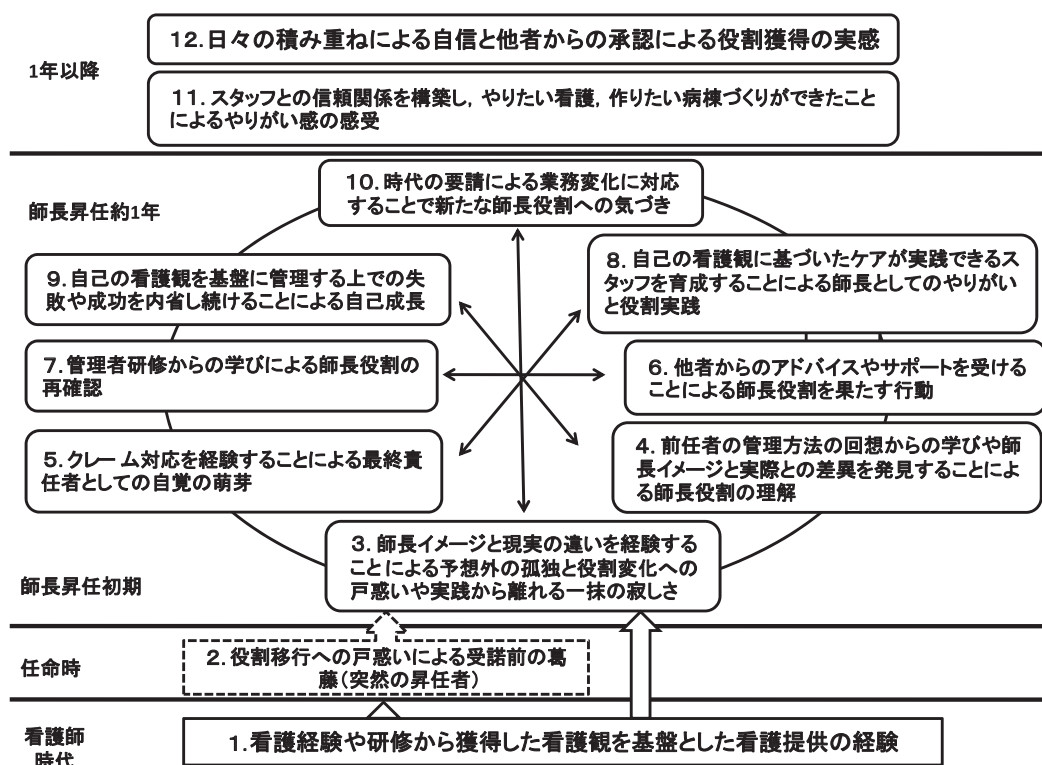 12.日々の積み重ねによる自信と他者からの承認による役割獲得の実感
1年以降
11.スタッフとの信頼関係を構築し，やりたい看護，作りたい病棟づくりができたこと
によるやりがい感の感受
10.時代の要請による業務変化に対応
することで新たな師長役割への気づき
師長昇任約1年
9.自己の看護観を基盤に管理する上での失
敗や成功を内省し続けることによる自己成長
8.自己の看護観に基づいたケアが実践できるス
タッフを育成することによる師長としてのやりがい
と役割実践
7.管理者研修からの学びによる師長役割の
再確認
6.他者からのアドバイスやサポートを受ける
ことによる師長役割を果たす行動
5.クレーム対応を経験することによる最終責
任者としての自覚の萌芽
4.前任者の管理方法の回想からの学びや師
長イメージと実際との差異を発見することによ
る師長役割の理解
3.師長イメージと現実の違いを経験する
ことによる予想外の孤独と役割変化への
戸惑いや実践から離れる一抹の寂しさ
師長昇任初期
任命時
2.役割移行への戸惑いによる受諾前の葛
藤（突然の昇任者）
看護師
時代
1.看護経験や研修から獲得した看護観を基盤とした看護提供の経験